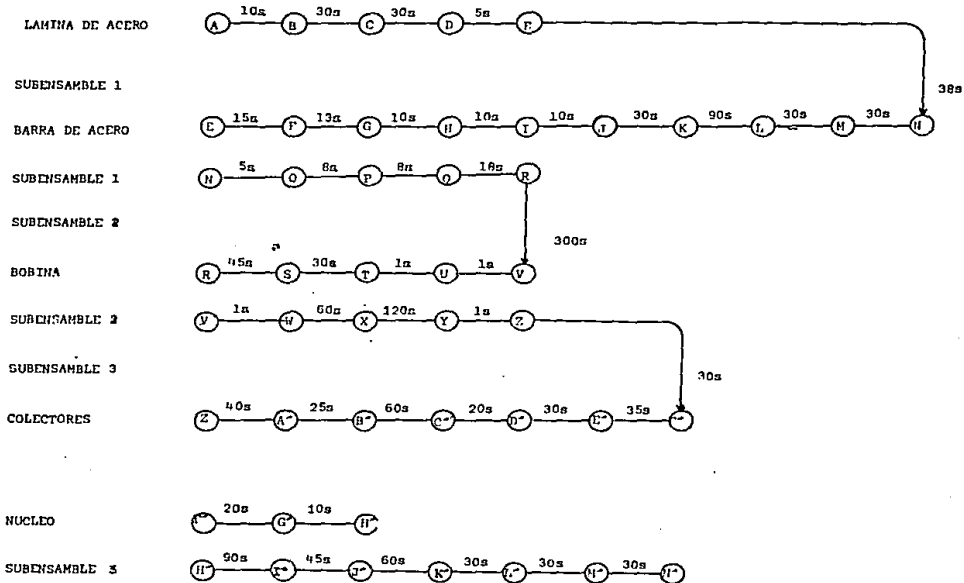 10s 30s 30s 5s
LAMINA DE ACERO A B C D E
SUBENSAMBLE 1 38s
15s 13s 10s 10s 10s 30s 90s 30s 30s
BARRA DE ACERO E F G H I J K L M N
5s 8s 8s 18s
SUBENSAMBLE 1 N O P Q R
SUBENSAMBLE 2
300s
45s 30s 1s 1s
BOBINA R S T U V
1s 60s 120s 1s
SUBENSAMBLE 2 V W X Y Z
SUBENSAMBLE 3 30s
40s 25s 60s 20s 30s 35s
COLECTORES Z A' B' C' D' E'
20s 10s
NUCLEO G' H'
90s 45s 60s 30s 30s 30s
SUBENSAMBLE 3 H' I' J' K' L' M' N'